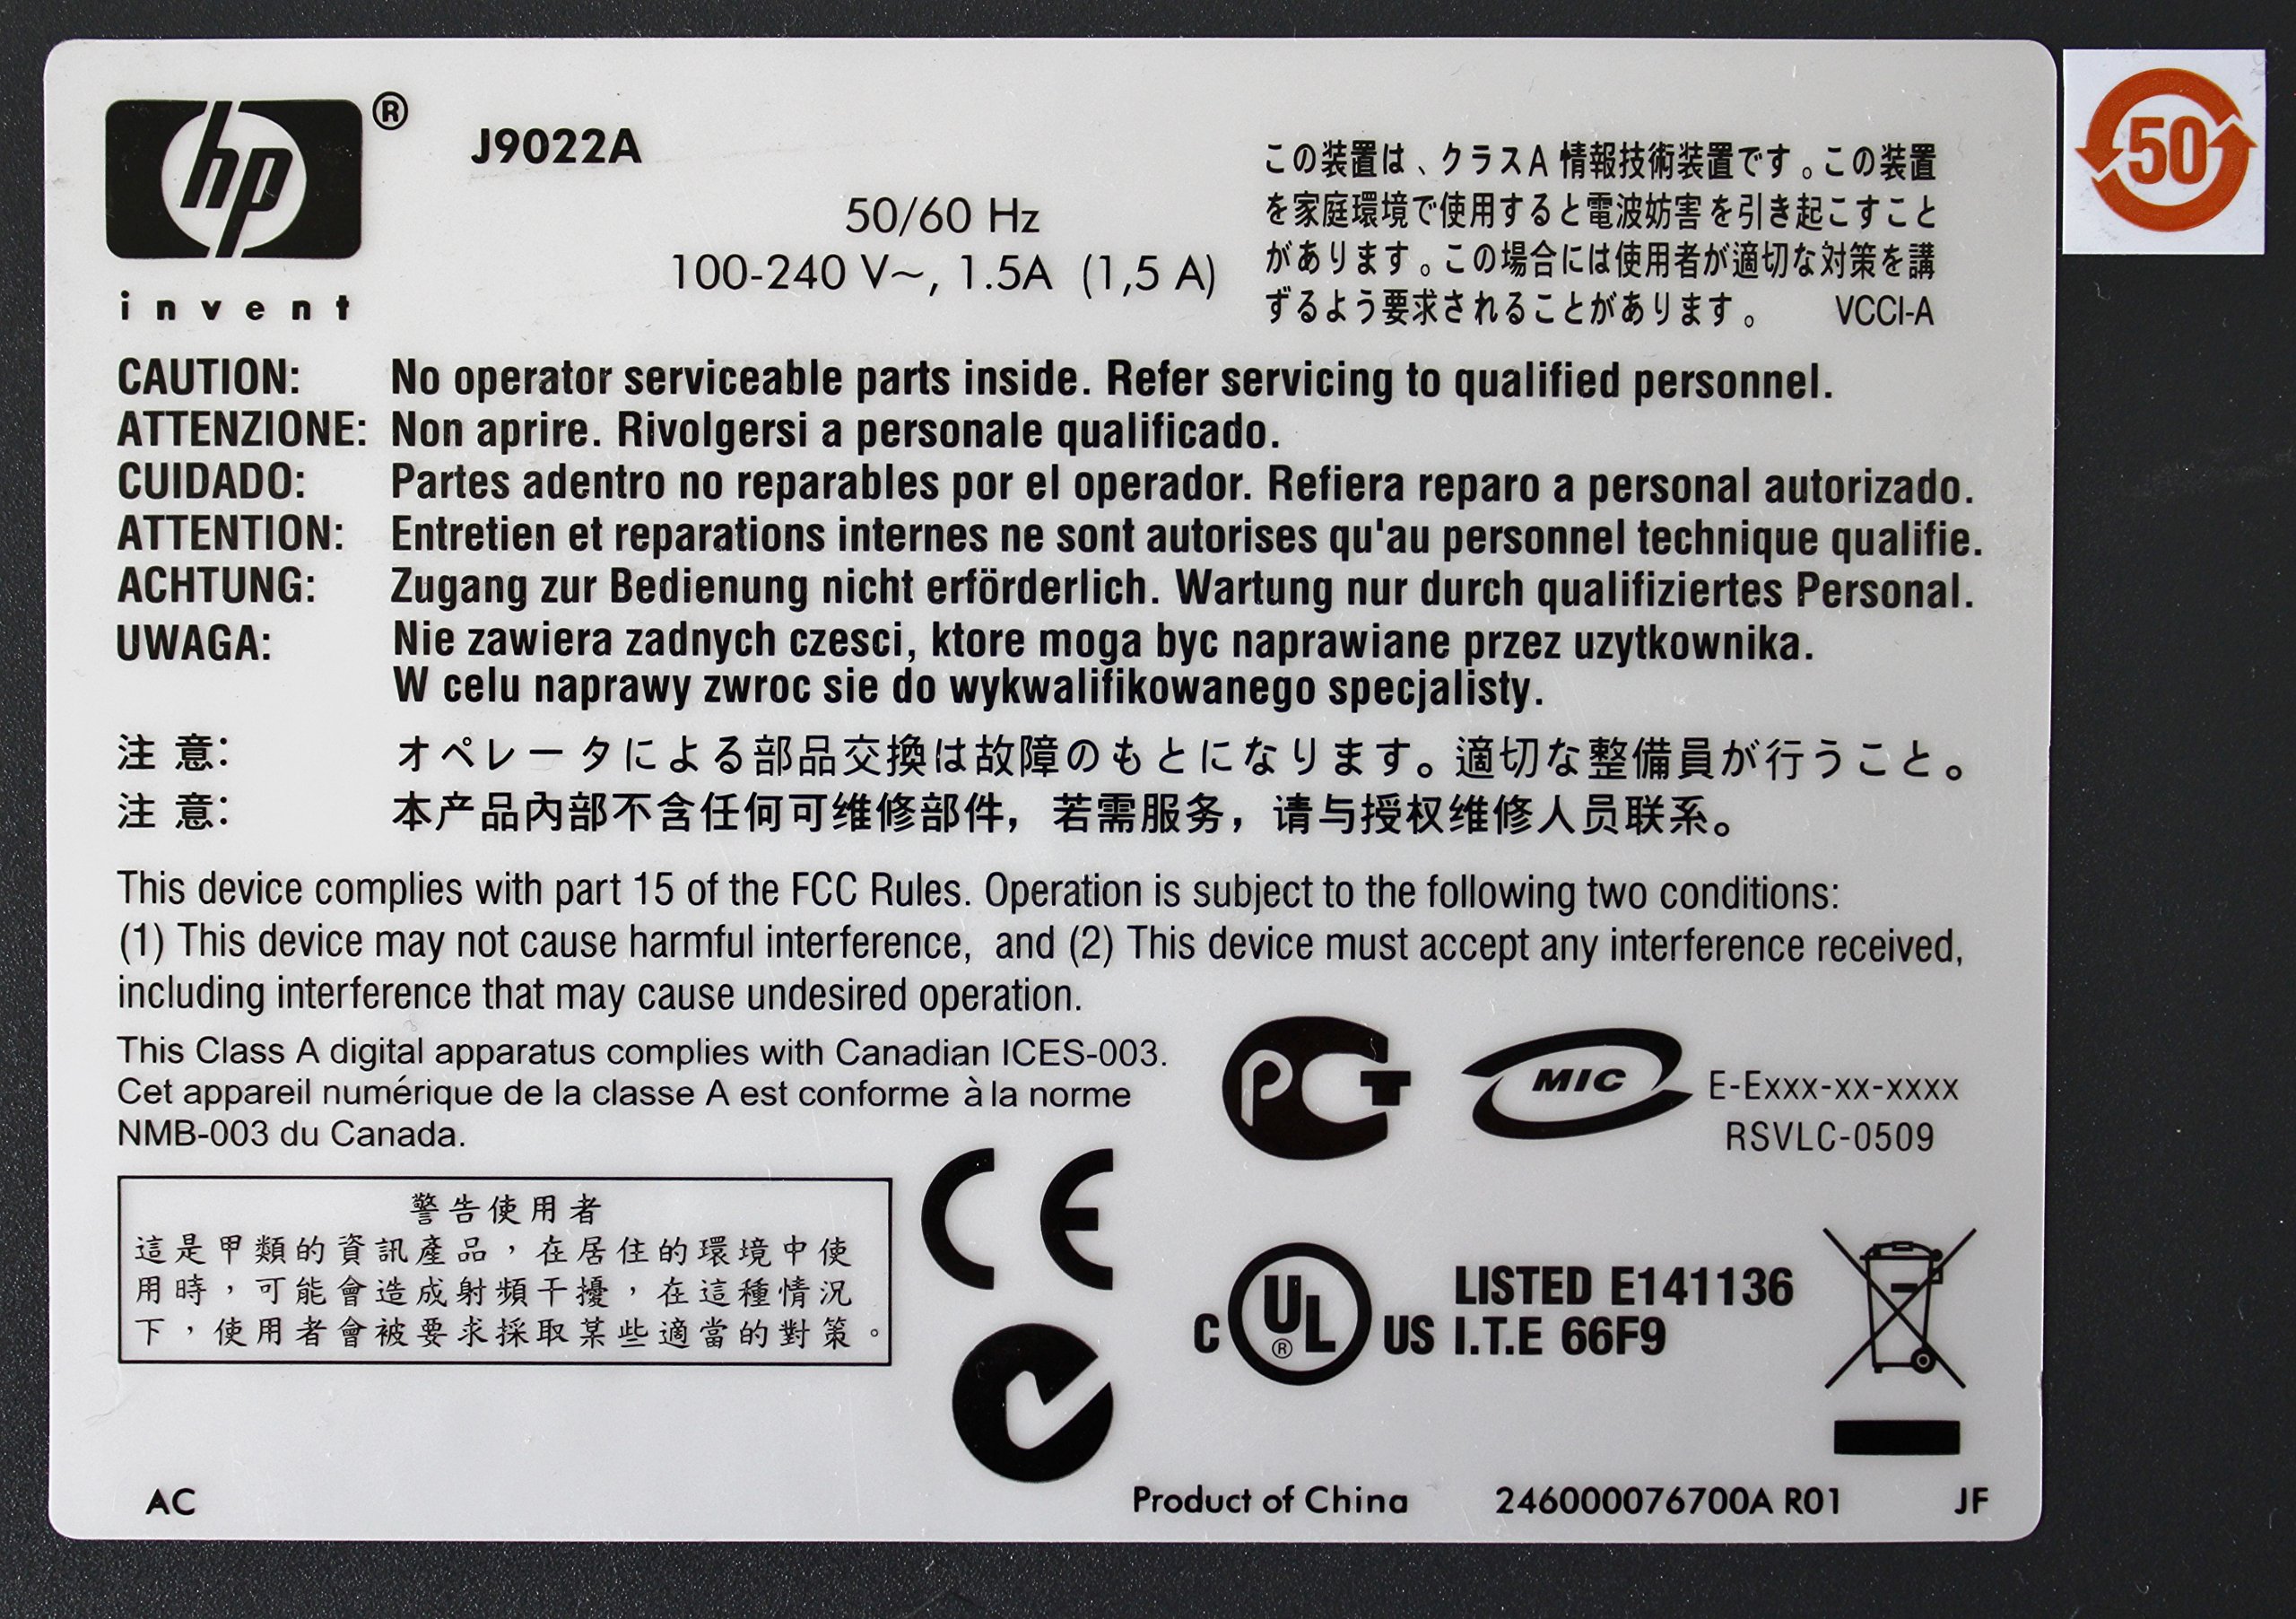 hp®
invent
J9022A
50/60 Hz
100-240 V~, 1.5A (1,5 A)
この装置は、クラスA 情報技術装置です。この装置
を家庭環境で使用すると電波妨害を引き起こすこと
があります。この場合には使用者が適切な対策を講
ずるよう要求されることがあります。 VCCI-A
50
CAUTION: No operator serviceable parts inside. Refer servicing to qualified personnel.
ATTENZIONE: Non aprire. Rivolgersi a personale qualificado.
CUIDADO: Partes adentro no reparables por el operador. Refiera reparo a personal autorizado.
ATTENTION: Entretien et reparations internes ne sont autorises qu'au personnel technique qualifie.
ACHTUNG: Zugang zur Bedienung nicht erförderlich. Wartung nur durch qualifiziertes Personal.
UWAGA: Nie zawiera zadnych czesci, ktore moga byc naprawiane przez uzytkownika.
W celu naprawy zwroc sie do wykwalifikowanego specjalisty.
注 意: オペレータによる部品交換は故障のもとになります。適切な整備員が行うこと。
注 意: 本产品内部不含任何可维修部件，若需服务，请与授权维修人员联系。
This device complies with part 15 of the FCC Rules. Operation is subject to the following two conditions:
(1) This device may not cause harmful interference, and (2) This device must accept any interference received,
including interference that may cause undesired operation.
This Class A digital apparatus complies with Canadian ICES-003.
Cet appareil numérique de la classe A est conforme à la norme
NMB-003 du Canada.
PCT
MIC
E-Exxx-xx-xxxx
RSVLC-0509
警告使用者
這是甲類的資訊產品，在居住的環境中使
用時，可能會造成射頻干擾，在這種情況
下，使用者會被要求採取某些適當的對策。
CE
C UL® US
LISTED E141136
I.T.E 66F9
AC
Product of China
246000076700A R01
JF